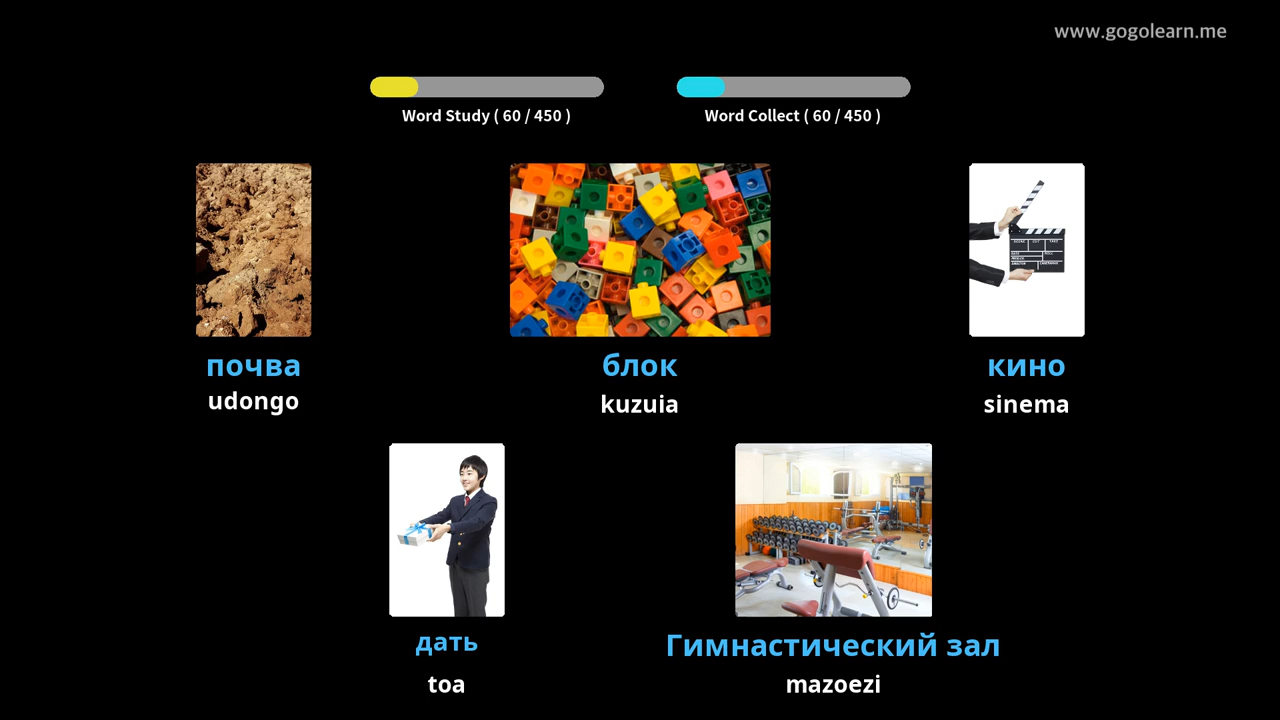 www.gogolearn.me
Word Study ( 60 / 450 )
Word Collect ( 60 / 450 )
почва
udongo
блок
kuzuia
кино
sinema
дать
toa
Гимнастический зал
mazoezi